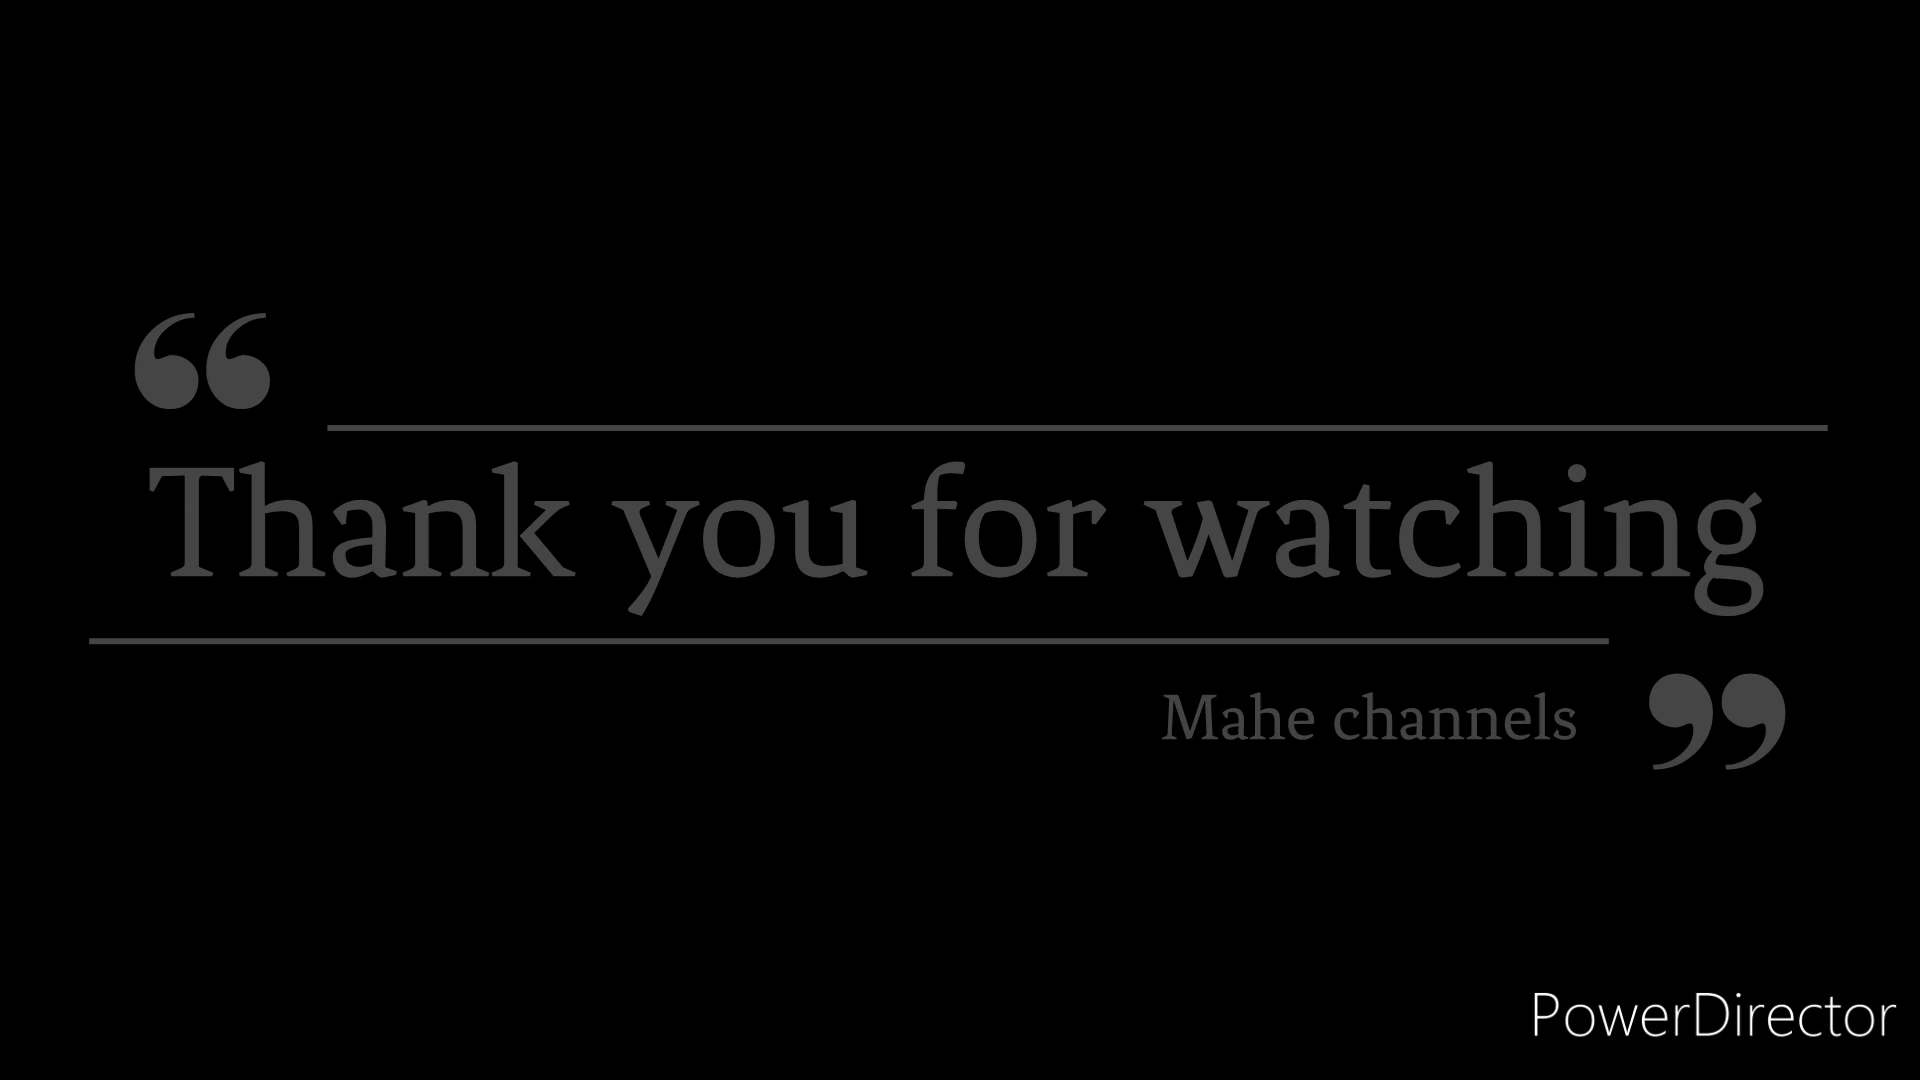 “
Thank you for watching
Mahe channels ”
PowerDirector